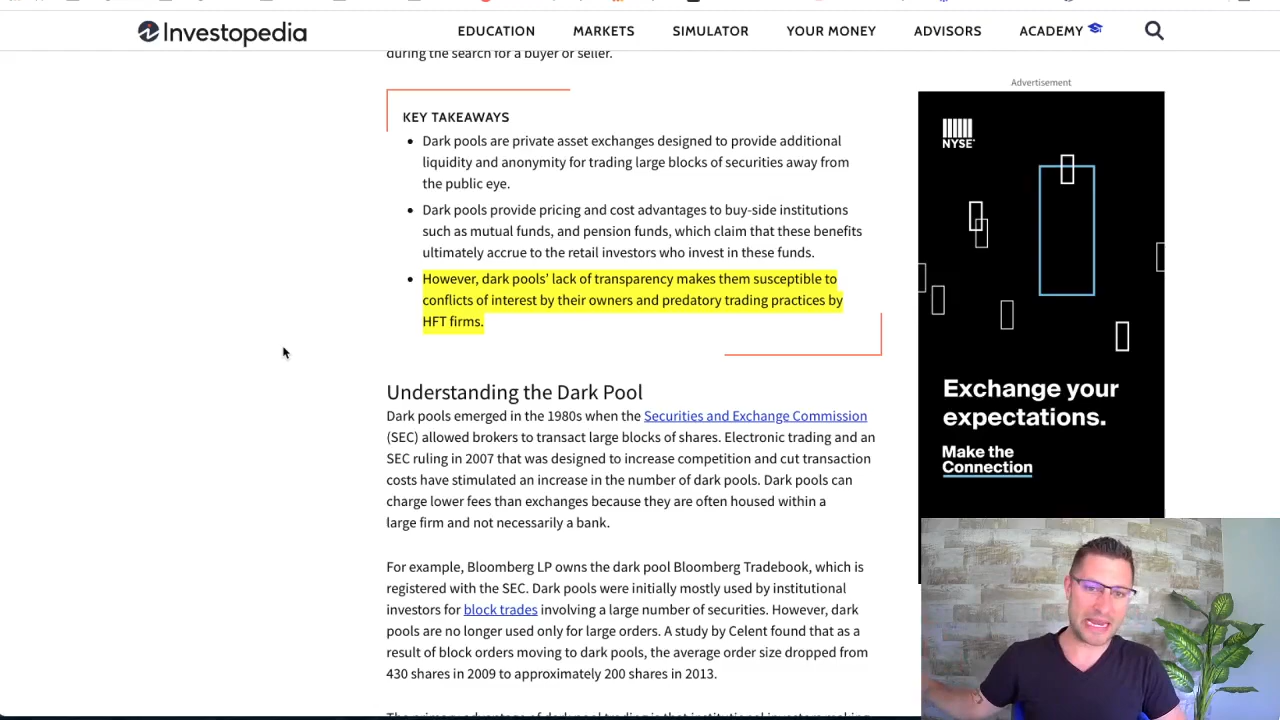 Investopedia
EDUCATION MARKETS SIMULATOR YOUR MONEY ADVISORS ACADEMY
during the search for a buyer or seller.
KEY TAKEAWAYS
• Dark pools are private asset exchanges designed to provide additional
liquidity and anonymity for trading large blocks of securities away from
the public eye.
• Dark pools provide pricing and cost advantages to buy-side institutions
such as mutual funds, and pension funds, which claim that these benefits
ultimately accrue to the retail investors who invest in these funds.
• However, dark pools’ lack of transparency makes them susceptible to
conflicts of interest by their owners and predatory trading practices by
HFT firms.
Understanding the Dark Pool
Dark pools emerged in the 1980s when the Securities and Exchange Commission
(SEC) allowed brokers to transact large blocks of shares. Electronic trading and an
SEC ruling in 2007 that was designed to increase competition and cut transaction
costs have stimulated an increase in the number of dark pools. Dark pools can
charge lower fees than exchanges because they are often housed within a
large firm and not necessarily a bank.
For example, Bloomberg LP owns the dark pool Bloomberg Tradebook, which is
registered with the SEC. Dark pools were initially mostly used by institutional
investors for block trades involving a large number of securities. However, dark
pools are no longer used only for large orders. A study by Celent found that as a
result of block orders moving to dark pools, the average order size dropped from
430 shares in 2009 to approximately 200 shares in 2013.
The primary advantage of dark pool trading is that institutional investors making
Advertisement
NYSE
Exchange your
expectations.
Make the
Connection